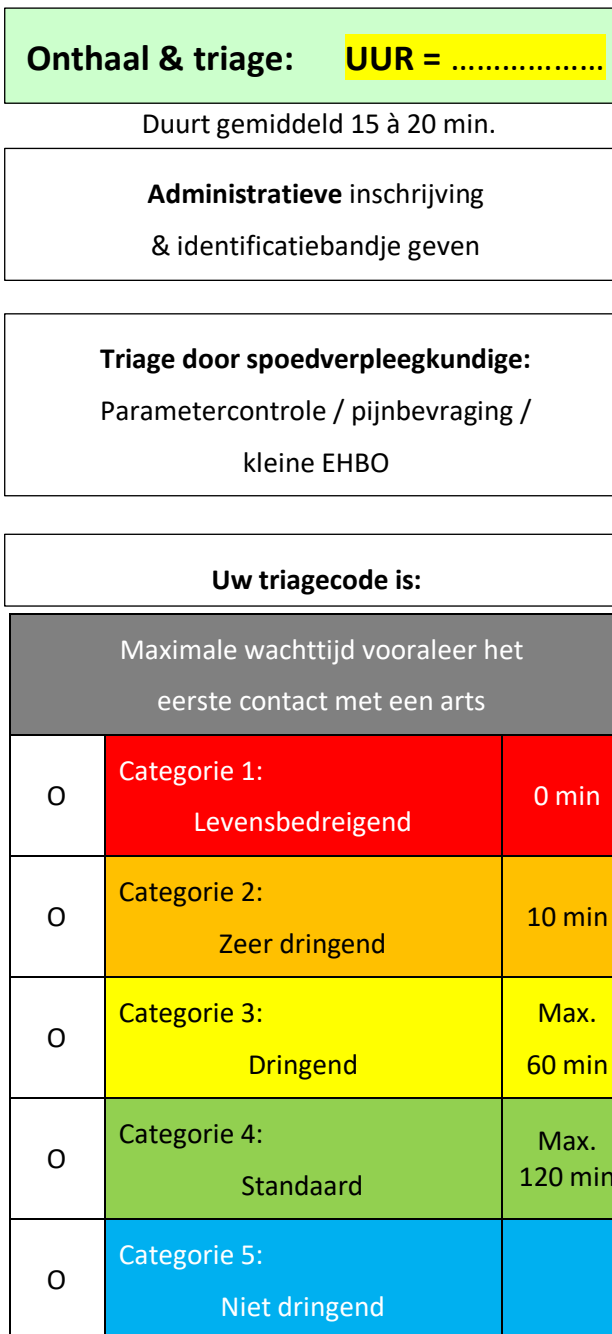 Onthaal & triage: UUR = ………………
Duurt gemiddeld 15 à 20 min.
Administratieve inschrijving
& identificatiebandje geven
Triage door spoedverpleegkundige:
Parametercontrole / pijnbevraging /
kleine EHBO
Uw triagecode is:
Maximale wachttijd vooraleer het
eerste contact met een arts
O
Categorie 1:
Levensbedreigend
0 min
O
Categorie 2:
Zeer dringend
10 min
O
Categorie 3:
Dringend
Max.
60 min
O
Categorie 4:
Standaard
Max.
120 min
O
Categorie 5:
Niet dringend